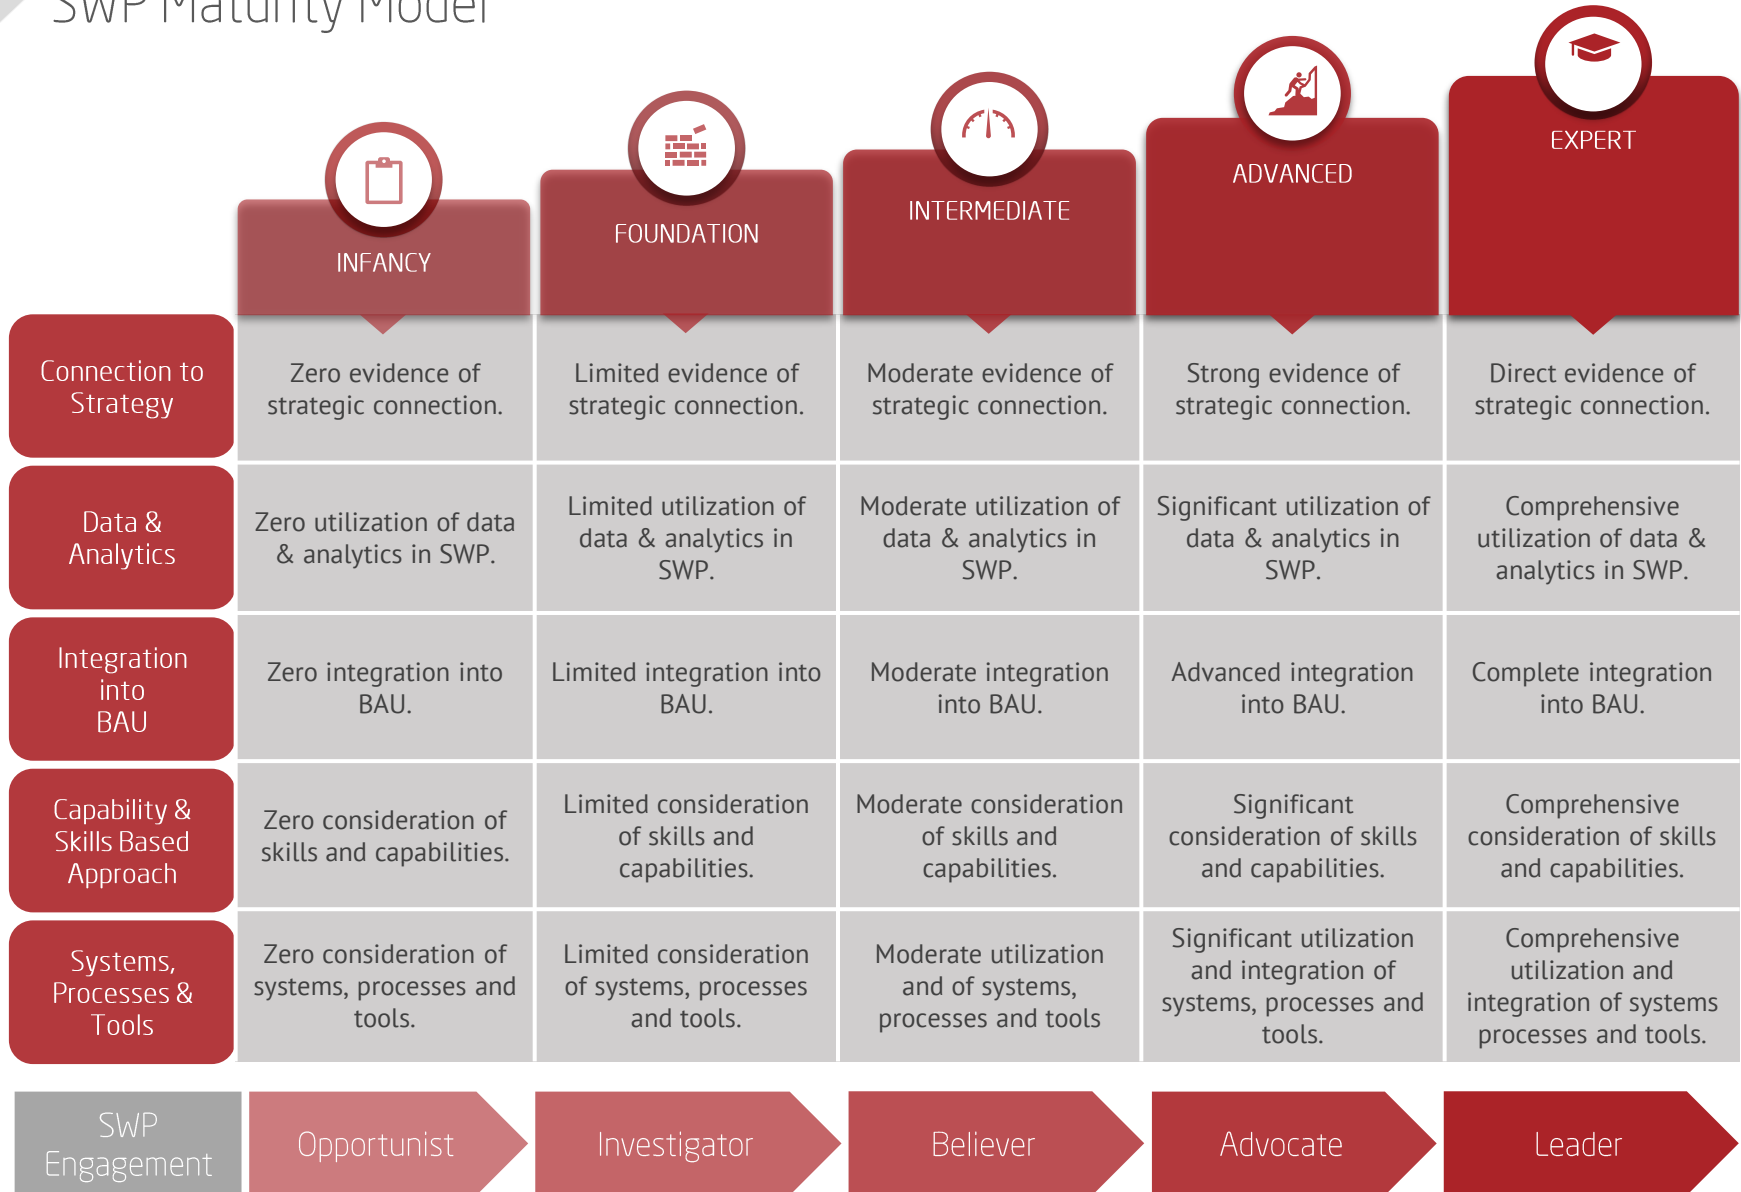 SWP Maturity Model
EXPERT
ADVANCED
INTERMEDIATE
FOUNDATION
INFANCY
Connection to
Strategy
Zero evidence of
strategic connection.
Limited evidence of
strategic connection.
Moderate evidence of
strategic connection.
Strong evidence of
strategic connection.
Direct evidence of
strategic connection.
Data &
Analytics
Zero utilization of data
& analytics in SWP.
Limited utilization of
data & analytics in
SWP.
Moderate utilization of
data & analytics in
SWP.
Significant utilization of
data & analytics in
SWP.
Comprehensive
utilization of data &
analytics in SWP.
Integration
into
BAU
Zero integration into
BAU.
Limited integration into
BAU.
Moderate integration
into BAU.
Advanced integration
into BAU.
Complete integration
into BAU.
Capability &
Skills Based
Approach
Zero consideration of
skills and capabilities.
Limited consideration
of skills and
capabilities.
Moderate consideration
of skills and
capabilities.
Significant
consideration of skills
and capabilities.
Comprehensive
consideration of skills
and capabilities.
Systems,
Processes &
Tools
Zero consideration of
systems, processes and
tools.
Limited consideration
of systems, processes
and tools.
Moderate utilization
and of systems,
processes and tools
Significant utilization
and integration of
systems, processes and
tools.
Comprehensive
utilization and
integration of systems
processes and tools.
SWP
Engagement
Opportunist
Investigator
Believer
Advocate
Leader